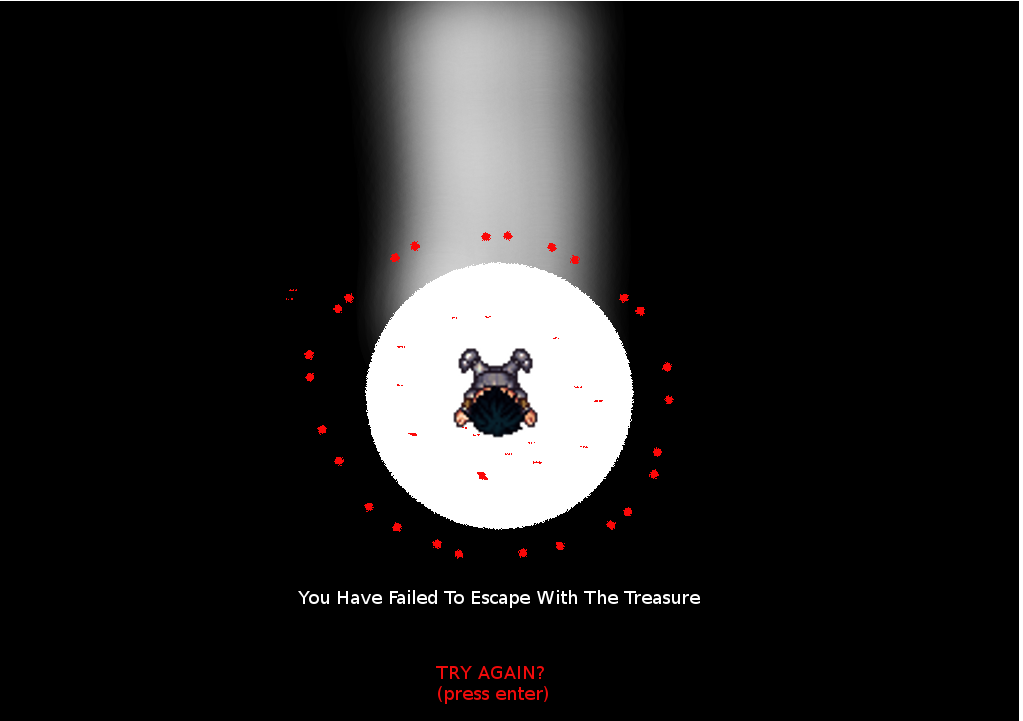 You Have Failed To Escape With The Treasure
TRY AGAIN?
(press enter)